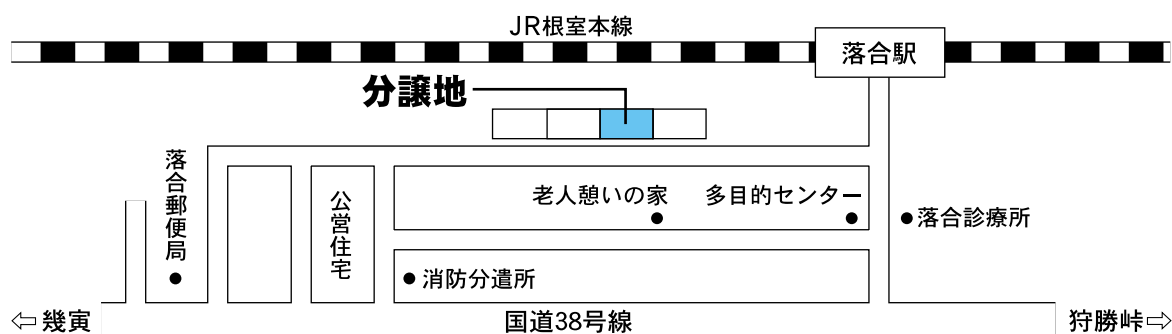 JR根室本線
落合駅
分譲地
落合郵便局
公営住宅
老人憩いの家
多目的センター
落合診療所
消防分遣所
⇦幾寅
国道38号線
狩勝峠⇨